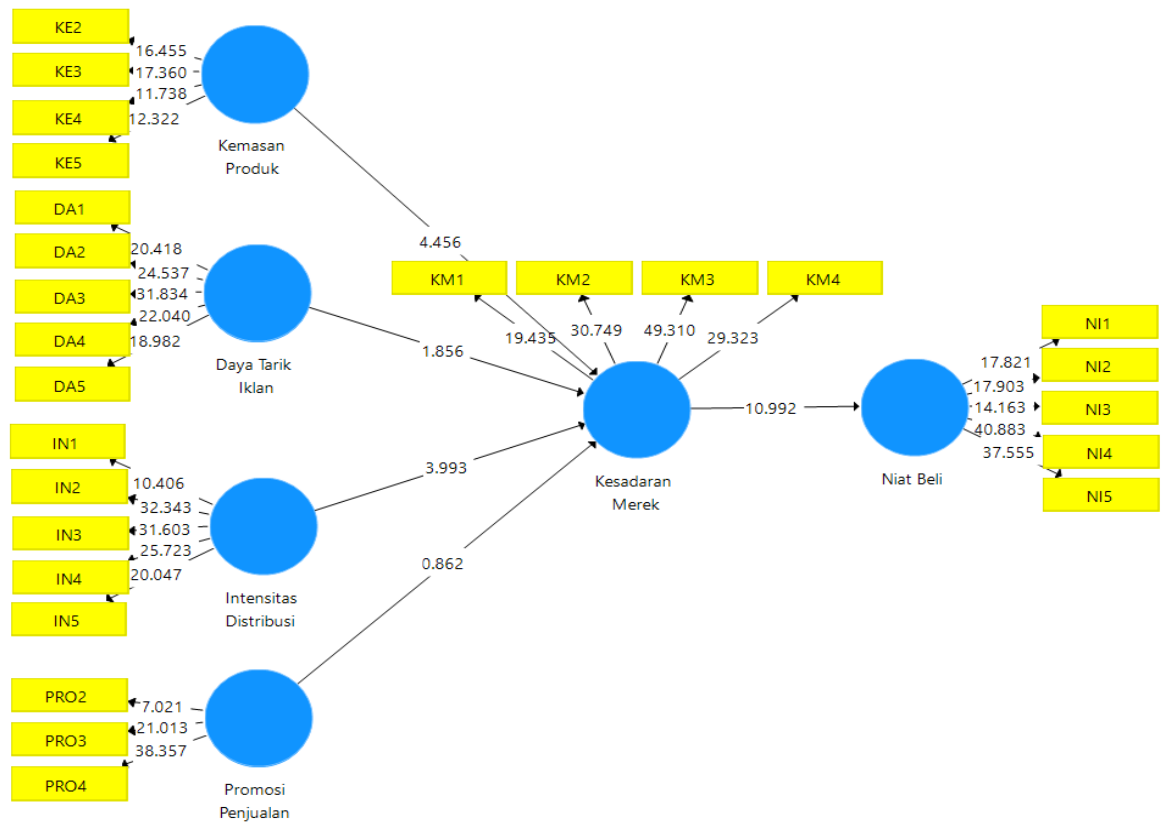 KE2
16.455
KE3
17.360
11.738
KE4
12.322
KE5
Kemasan
Produk
DA1
20.418
DA2
24.537
DA3
31.834
22.040
DA4
18.982
DA5
Daya Tarik
Iklan
IN1
10.406
IN2
32.343
IN3
31.603
25.723
IN4
20.047
IN5
Intensitas
Distribusi
PRO2
7.021
PRO3
21.013
38.357
PRO4
Promosi
Penjualan
4.456
1.856
3.993
0.862
KM1
KM2
KM3
KM4
19.435
30.749
49.310
29.323
Kesadaran
Merek
10.992
Niat Beli
NI1
17.821
NI2
17.903
NI3
14.163
40.883
NI4
37.555
NI5